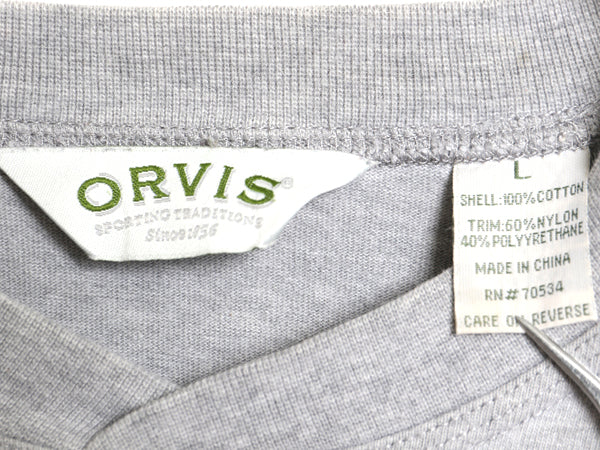 ORVIS®
SPORTING TRADITIONS
Since 1856
L
SHELL:100% COTTON
TRIM:60% NYLON
40% POLYYRETHANE
MADE IN CHINA
RN# 70534
CARE ON REVERSE